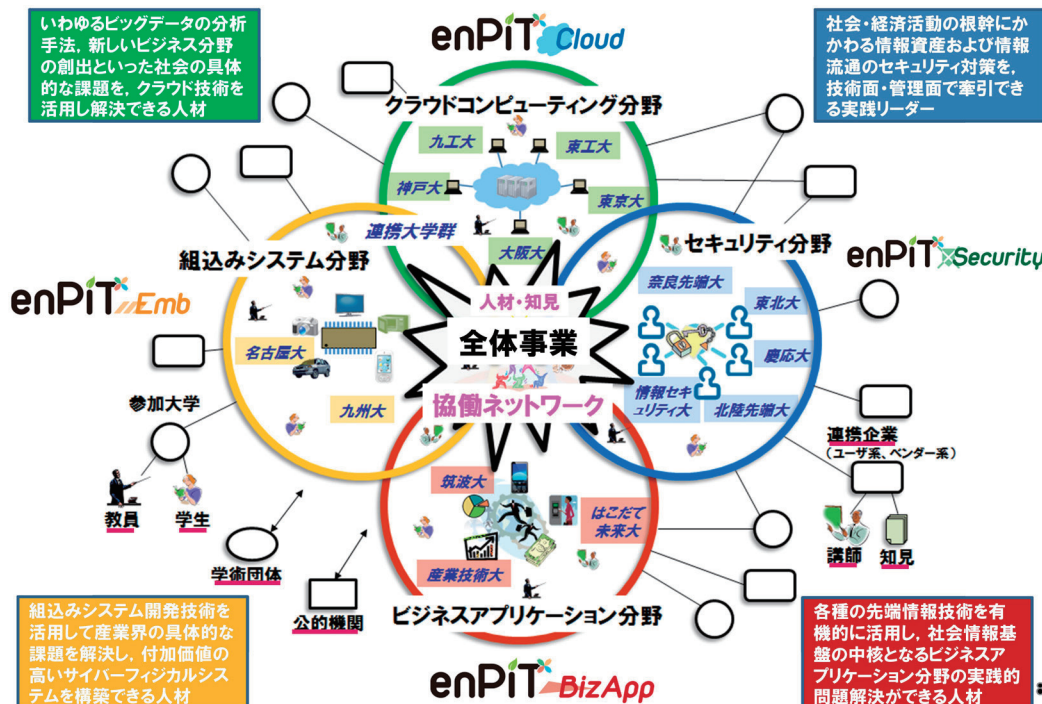 いわゆるビッグデータの分析
手法，新しいビジネス分野
の創出といった社会の具体
的な課題を，クラウド技術を
活用し解決できる人材
enPiT Cloud
社会・経済活動の根幹にか
かわる情報資産および情報
流通のセキュリティ対策を，
技術面・管理面で牽引でき
る実践リーダー
クラウドコンピューティング分野
九工大
東工大
神戸大
東京大
大阪大
連携大学群
組込みシステム分野
enPiT Emb
名古屋大
九州大
セキュリティ分野
enPiT Security
奈良先端大
東北大
慶応大
情報セキ
ュリティ大
北陸先端大
人材・知見
全体事業
協働ネットワーク
参加大学
教員
学生
学術団体
公的機関
連携企業
（ユーザ系、ベンダー系）
講師
知見
筑波大
はこだて
未来大
産業技術大
ビジネスアプリケーション分野
enPiT BizApp
組込みシステム開発技術を
活用して産業界の具体的な
課題を解決し，付加価値の
高いサイバーフィジカルシス
テムを構築できる人材
各種の先端情報技術を有
機的に活用し，社会情報基
盤の中核となるビジネスア
プリケーション分野の実践的
問題解決ができる人材